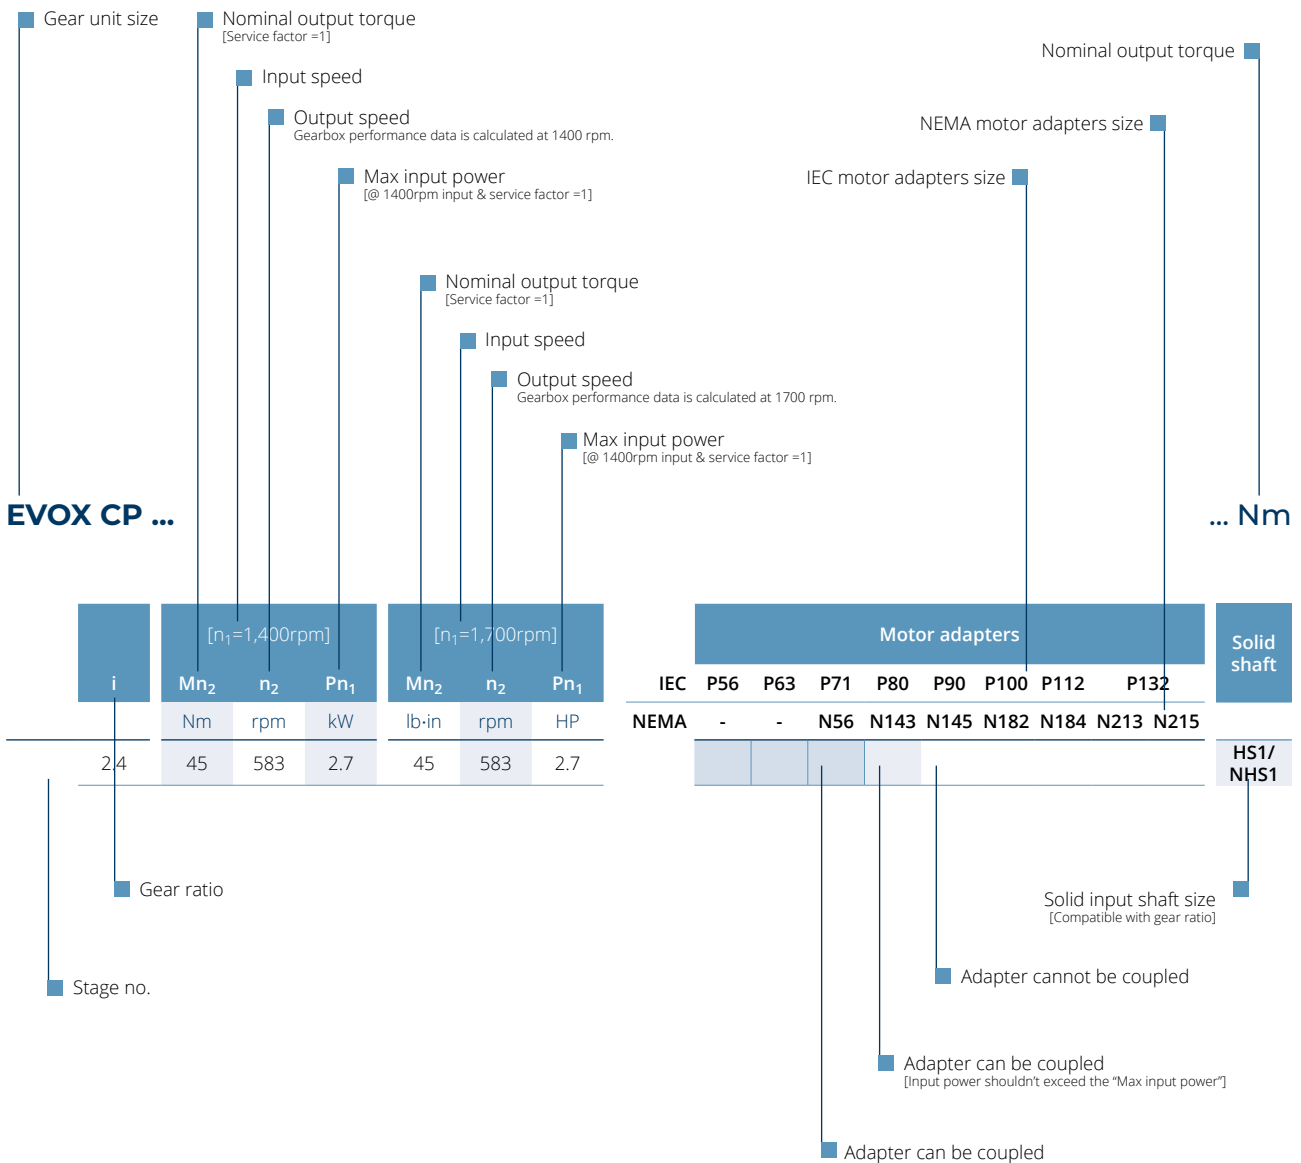 Gear unit size
Nominal output torque
[Service factor =1]
Nominal output torque
Input speed
Output speed
Gearbox performance data is calculated at 1400 rpm.
NEMA motor adapters size
Max input power
[@ 1400rpm input & service factor =1]
IEC motor adapters size
Nominal output torque
[Service factor =1]
Input speed
Output speed
Gearbox performance data is calculated at 1700 rpm.
Max input power
[@ 1400rpm input & service factor =1]
EVOX CP ...
... Nm
[n₁=1,400rpm] [n₁=1,700rpm] Motor adapters Solid
shaft
i Mn₂ n₂ Pn₁ Mn₂ n₂ Pn₁ IEC P56 P63 P71 P80 P90 P100 P112 P132
Nm rpm kW lb·in rpm HP NEMA - - N56 N143 N145 N182 N184 N213 N215
2.4 45 583 2.7 45 583 2.7 HS1/
NHS1
Gear ratio
Solid input shaft size
[Compatible with gear ratio]
Adapter cannot be coupled
Stage no.
Adapter can be coupled
[Input power shouldn't exceed the “Max input power”]
Adapter can be coupled